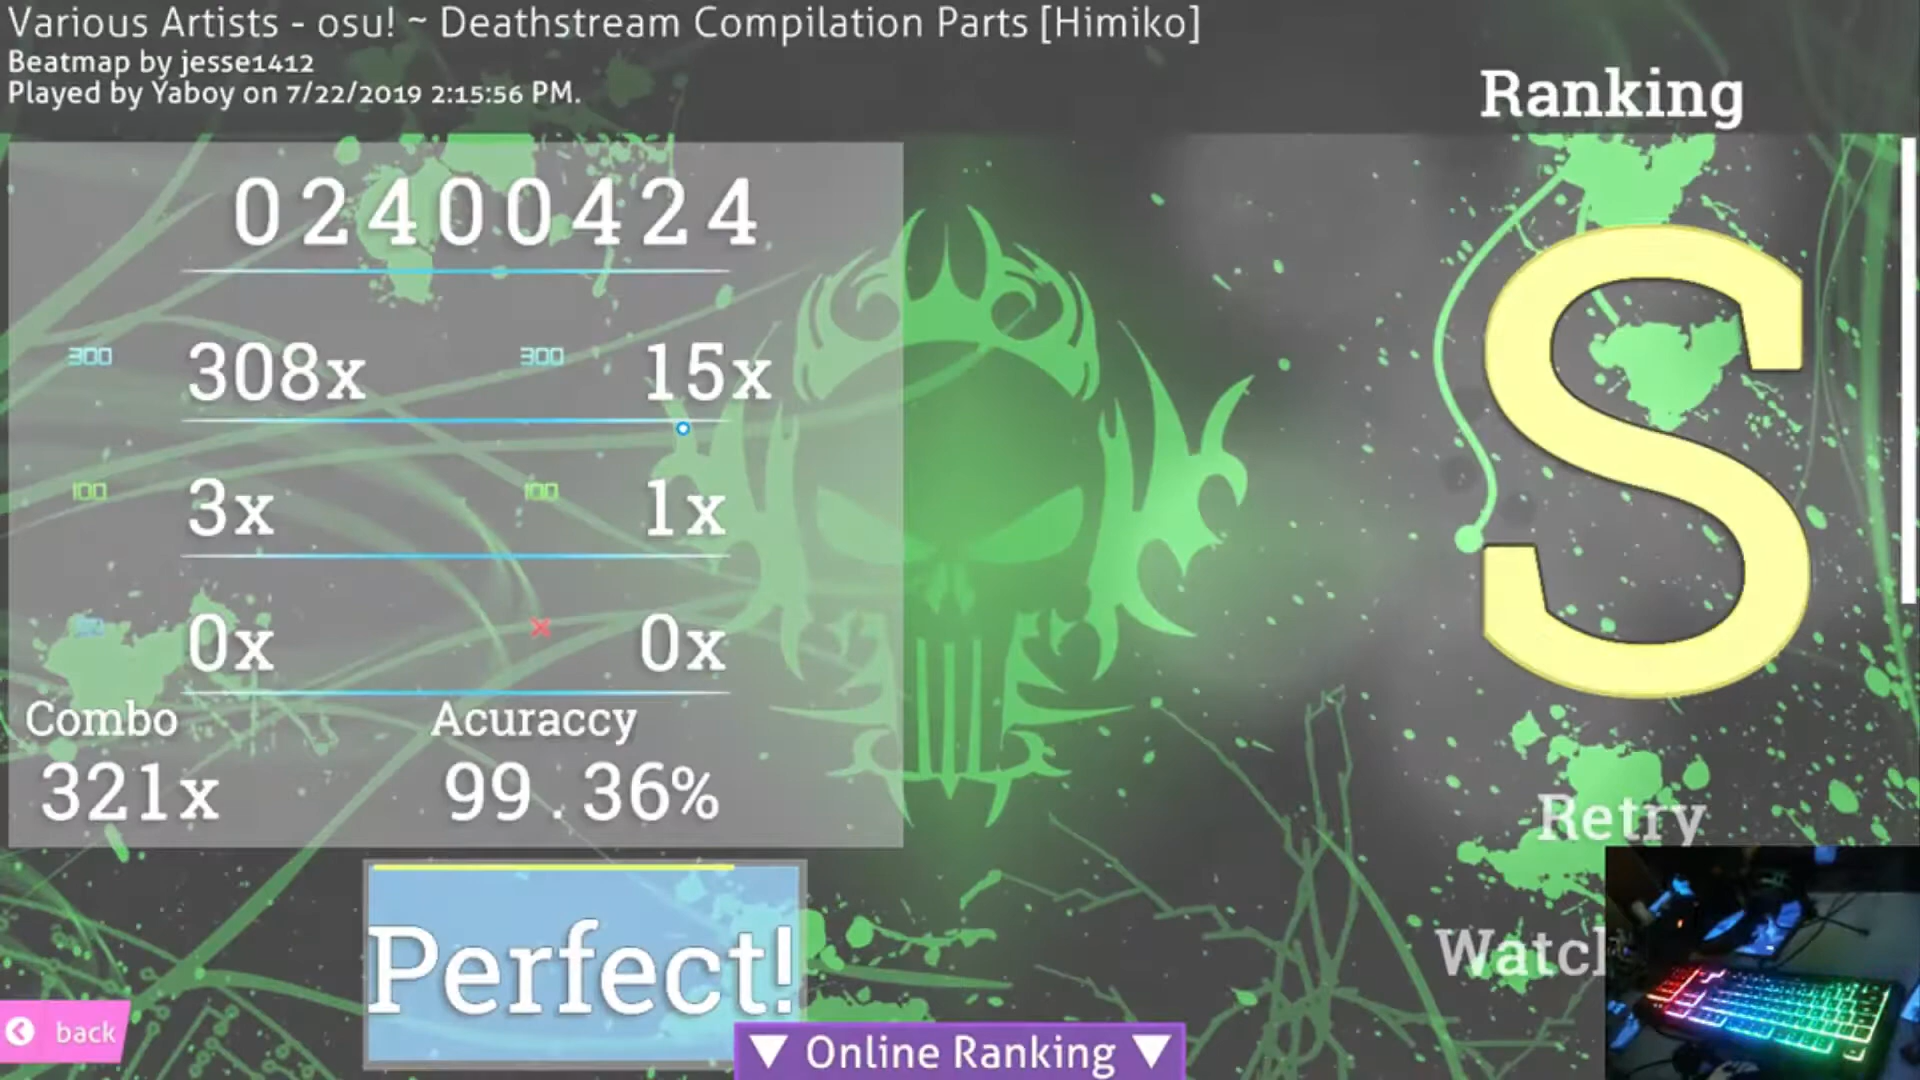 Various Artists - osu! ~ Deathstream Compilation Parts [Himiko]
Beatmap by jesse1412
Played by Yaboy on 7/22/2019 2:15:56 PM.
Ranking
02400424
300 308x 300 15x
100 3x 100 1x
0x 0x
Combo Acuraccy
321x 99.36%
S
Retry
Perfect!
Watch
back
Online Ranking